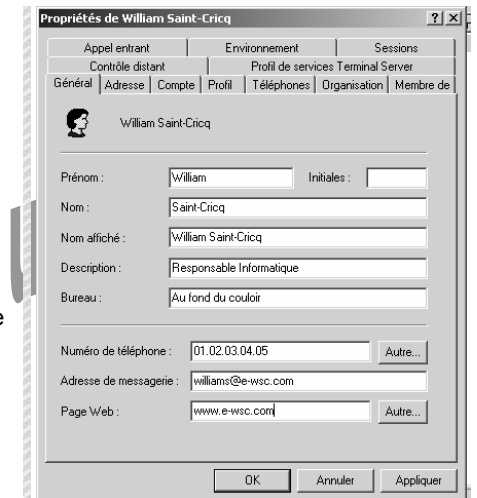 Propriétés de William Saint-Cricq
Appel entrant Environnement Sessions
Contrôle distant Profil de services Terminal Server
Général Adresse Compte Profil Téléphones Organisation Membre de
William Saint-Cricq
Prénom : William Initiales :
Nom : Saint-Cricq
Nom affiché : William Saint-Cricq
Description : Responsable Informatique
Bureau : Au fond du couloir
Numéro de téléphone : 01.02.03.04.05 Autre...
Adresse de messagerie : williams@e-wsc.com
Page Web : www.e-wsc.com Autre...
OK Annuler Appliquer